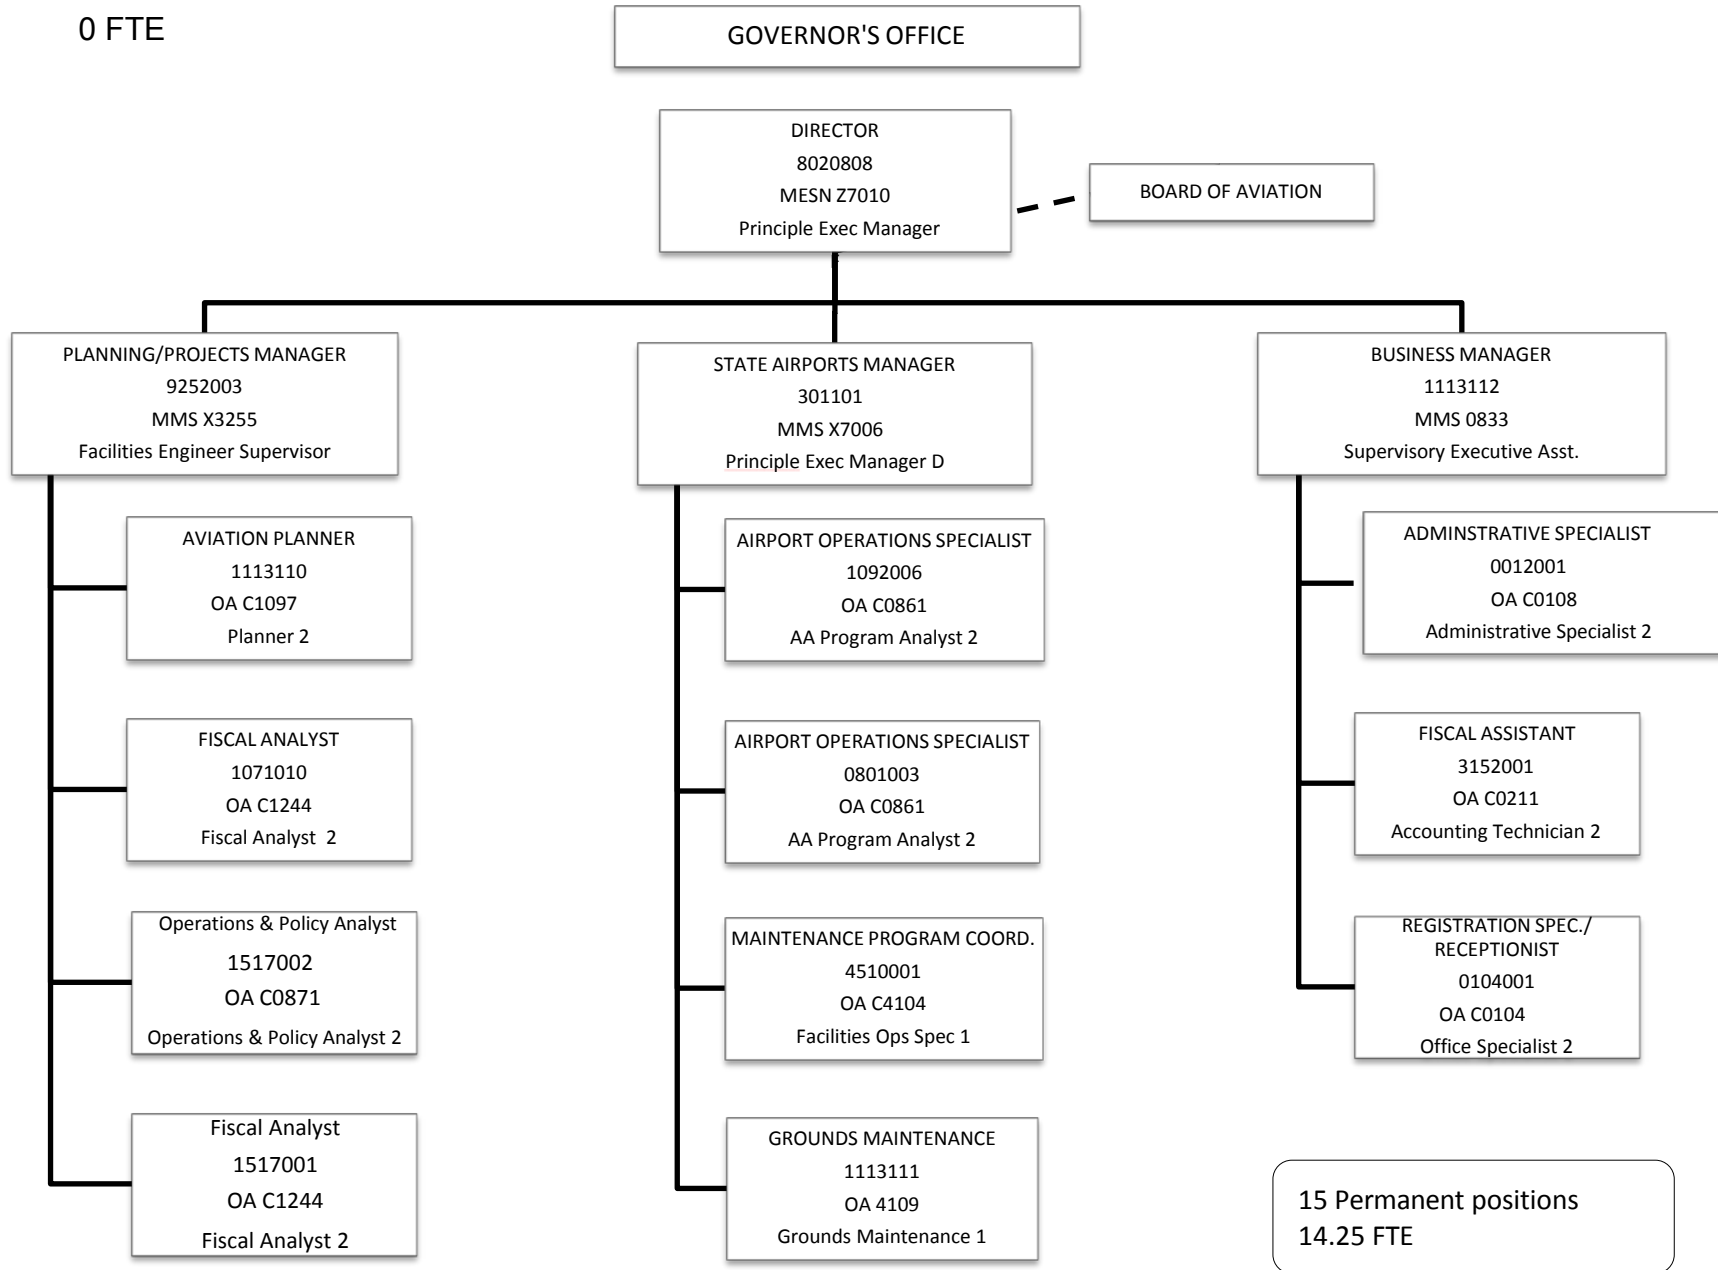 0 FTE
GOVERNOR'S OFFICE
DIRECTOR
8020808
MESN Z7010
Principle Exec Manager
BOARD OF AVIATION
PLANNING/PROJECTS MANAGER
9252003
MMS X3255
Facilities Engineer Supervisor
STATE AIRPORTS MANAGER
301101
MMS X7006
Principle Exec Manager D
BUSINESS MANAGER
1113112
MMS 0833
Supervisory Executive Asst.
AVIATION PLANNER
1113110
OA C1097
Planner 2
AIRPORT OPERATIONS SPECIALIST
1092006
OA C0861
AA Program Analyst 2
ADMINSTRATIVE SPECIALIST
0012001
OA C0108
Administrative Specialist 2
FISCAL ANALYST
1071010
OA C1244
Fiscal Analyst  2
AIRPORT OPERATIONS SPECIALIST
0801003
OA C0861
AA Program Analyst 2
FISCAL ASSISTANT
3152001
OA C0211
Accounting Technician 2
Operations & Policy Analyst
1517002
OA C0871
Operations & Policy Analyst 2
MAINTENANCE PROGRAM COORD.
4510001
OA C4104
Facilities Ops Spec 1
REGISTRATION SPEC./
RECEPTIONIST
0104001
OA C0104
Office Specialist 2
Fiscal Analyst
1517001
OA C1244
Fiscal Analyst 2
GROUNDS MAINTENANCE
1113111
OA 4109
Grounds Maintenance 1
15 Permanent positions
14.25 FTE